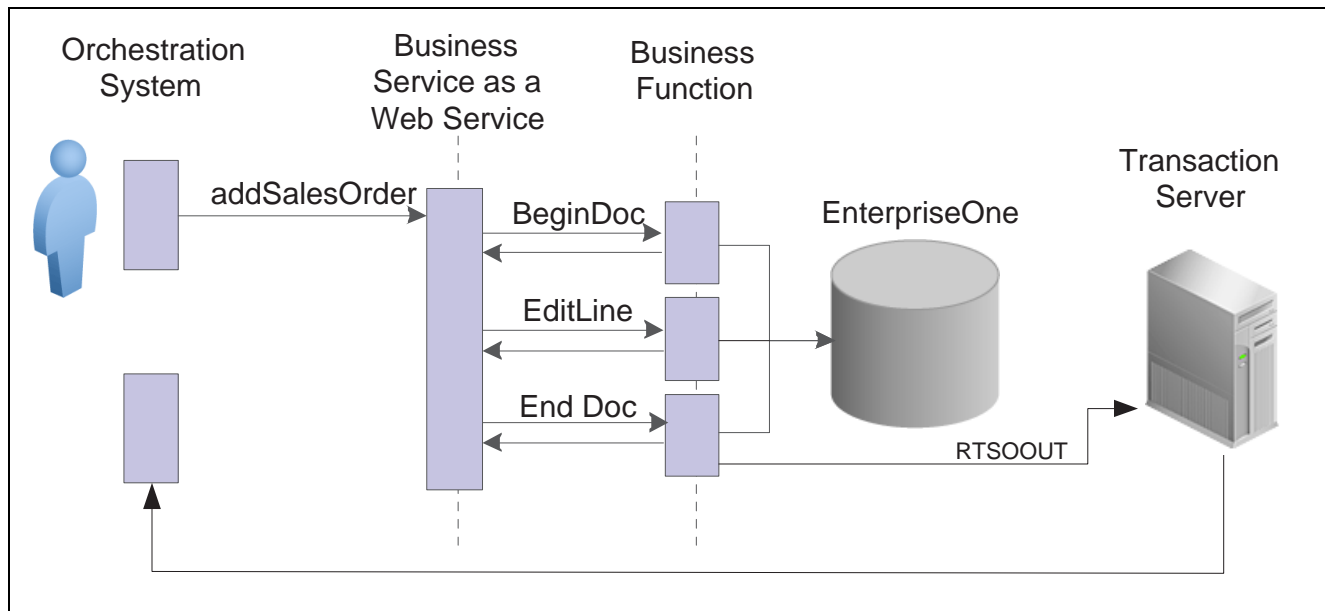 Orchestration
System
Business
Service as a
Web Service
Business
Function
Transaction
Server
addSalesOrder
BeginDoc
EnterpriseOne
EditLine
End Doc
RTSOOUT